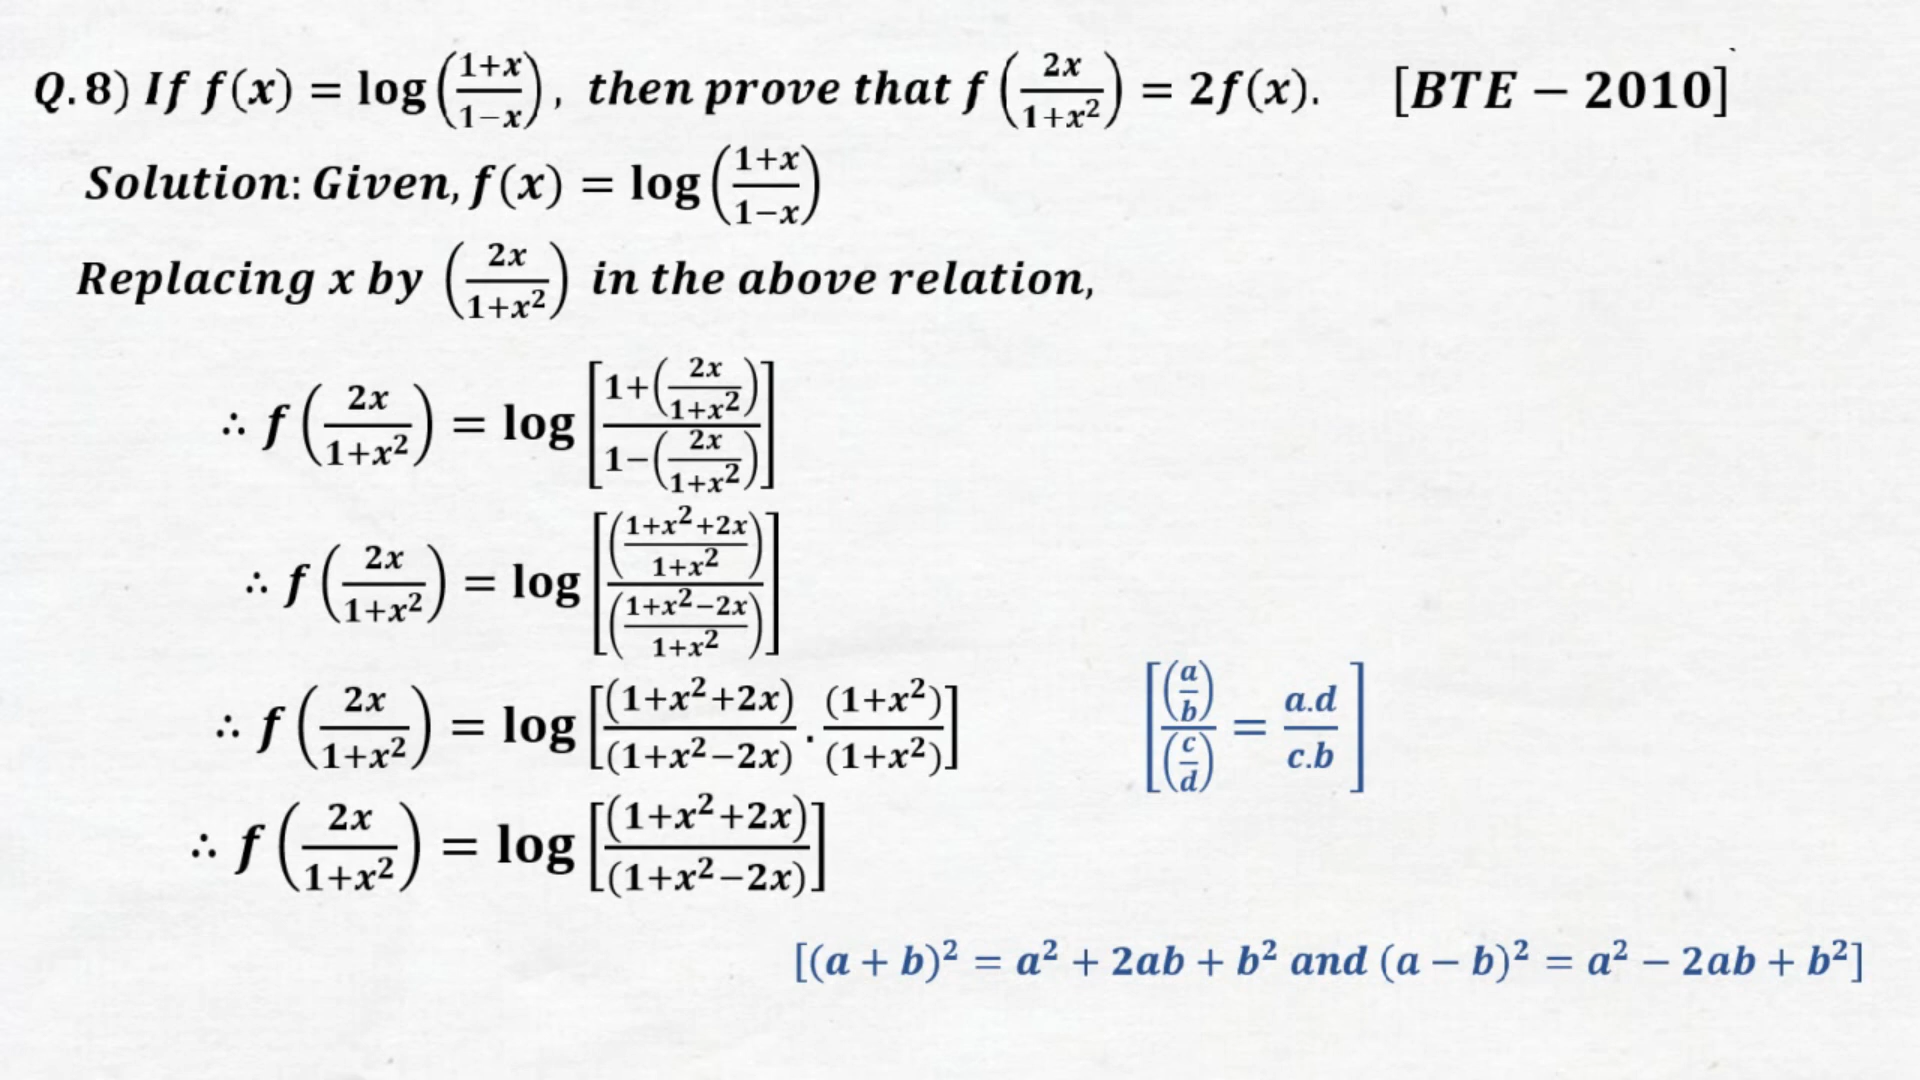 Q.8) If f(x) = log((1+x)/(1−x)), then prove that f(2x/(1+x²)) = 2f(x). [BTE − 2010]
Solution: Given, f(x) = log((1+x)/(1−x))
Replacing x by (2x/(1+x²)) in the above relation,
∴ f(2x/(1+x²)) = log[(1+(2x/(1+x²)))/(1−(2x/(1+x²)))]
∴ f(2x/(1+x²)) = log[((1+x²+2x)/(1+x²))/((1+x²−2x)/(1+x²))]
∴ f(2x/(1+x²)) = log[(1+x²+2x)/(1+x²−2x) . (1+x²)/(1+x²)] [(a/b)/(c/d) = a.d/c.b]
∴ f(2x/(1+x²)) = log[(1+x²+2x)/(1+x²−2x)]
[(a + b)² = a² + 2ab + b² and (a − b)² = a² − 2ab + b²]